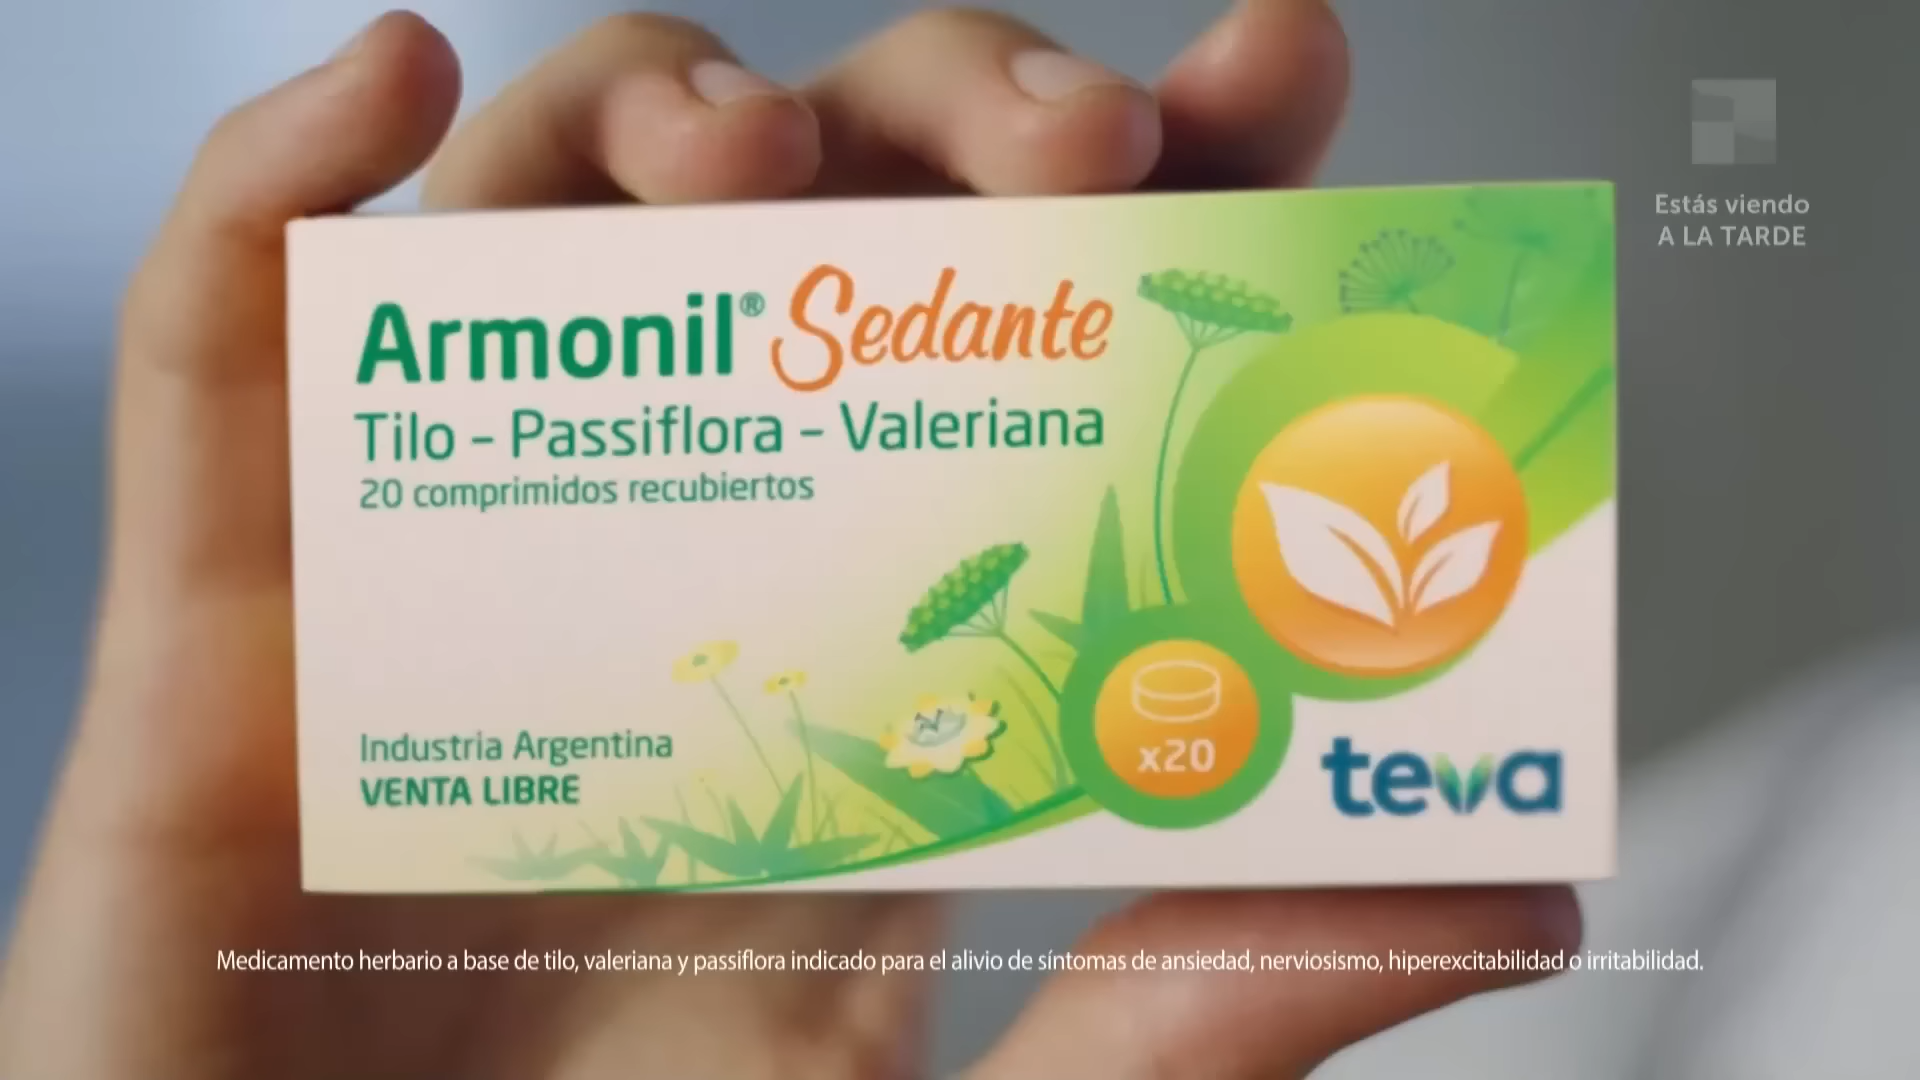 Estás viendo
A LA TARDE
Armonil® Sedante
Tilo - Passiflora - Valeriana
20 comprimidos recubiertos
Industria Argentina
VENTA LIBRE
x20
teva
Medicamento herbario a base de tilo, valeriana y passiflora indicado para el alivio de síntomas de ansiedad, nerviosismo, hiperexcitabilidad o irritabilidad.